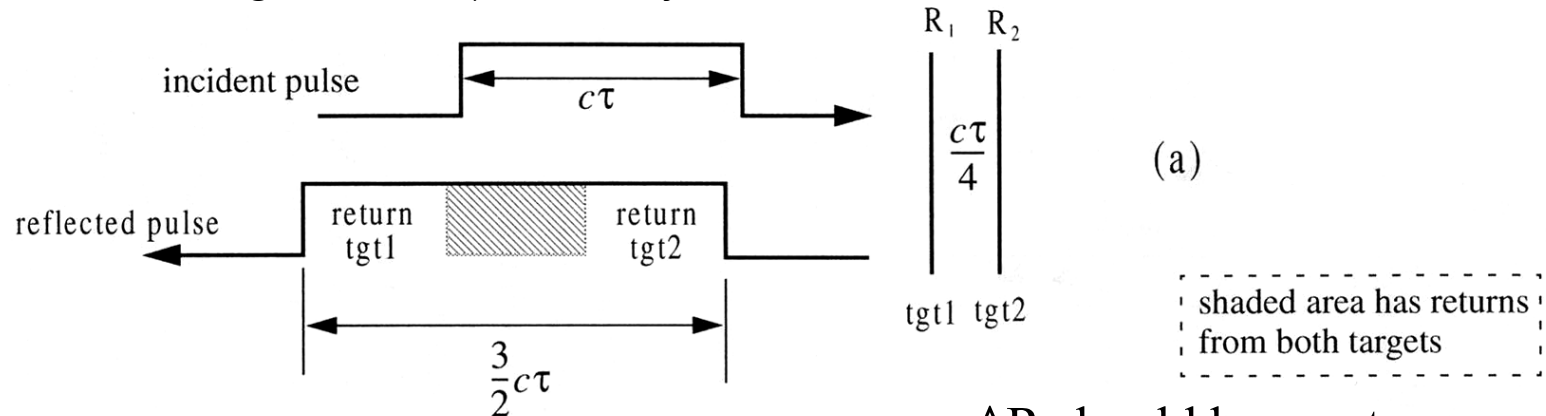 R₁ R₂
incident pulse
cτ
cτ/4
(a)
reflected pulse
return tgt1
return tgt2
tgt1 tgt2
shaded area has returns
from both targets
3/2 cτ